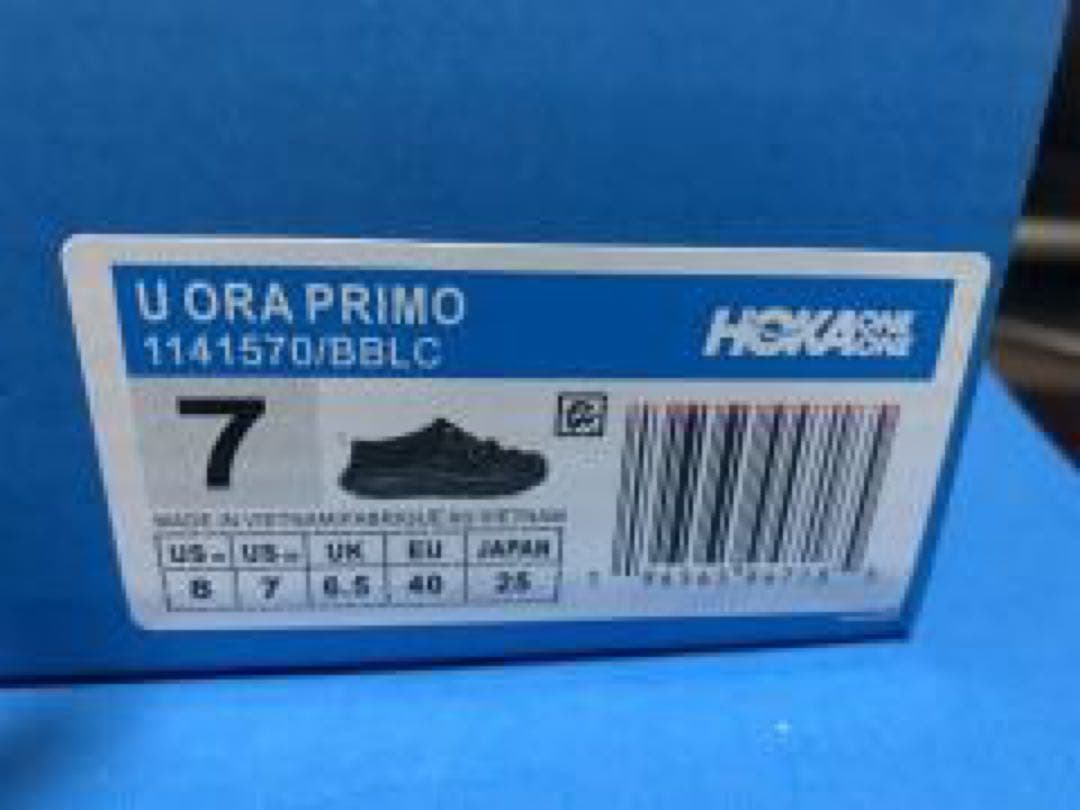 U ORA PRIMO
1141570/BBLC
HOKA ONE ONE
7
MADE IN VIETNAM/FABRIQUE AU VIETNAM
US US UK EU JAPAN
8 7 6.5 40 25